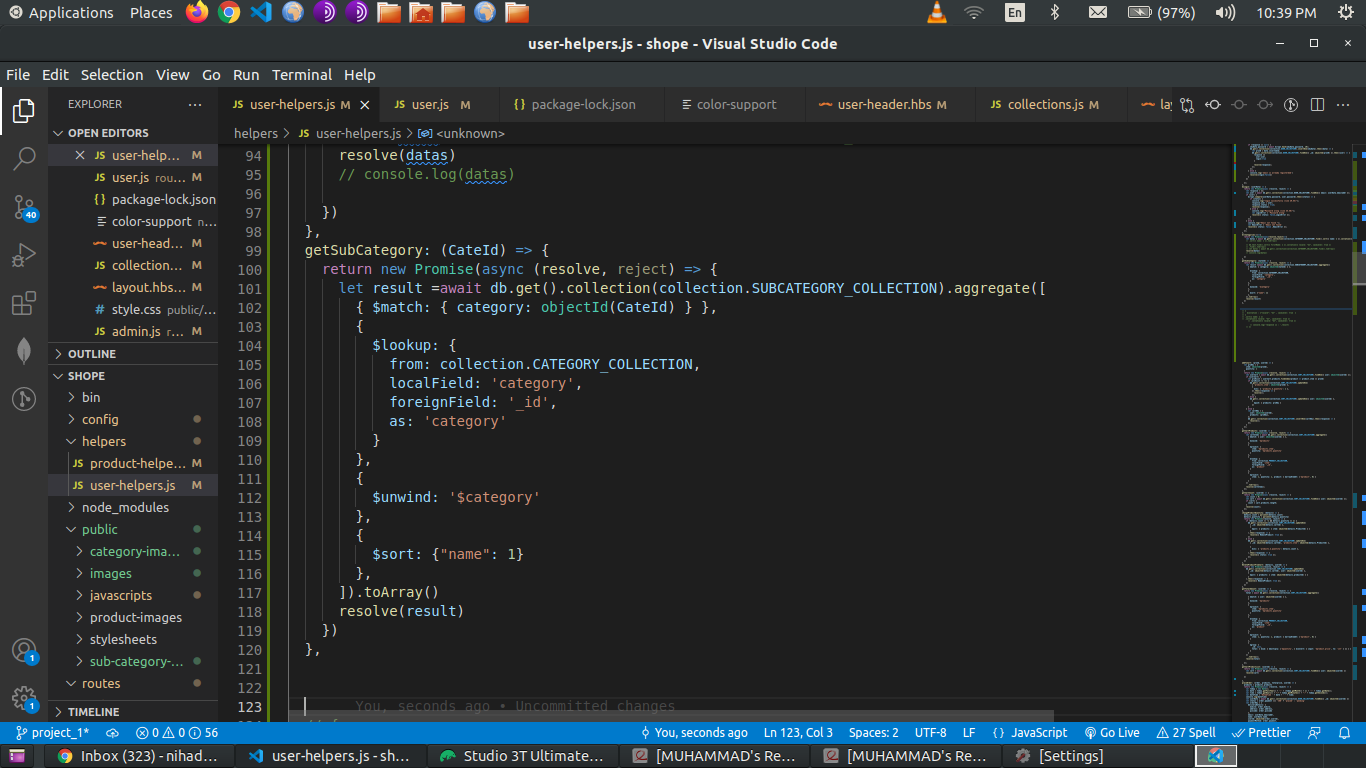 Applications Places En (97%) 10:39 PM
user-helpers.js - shope - Visual Studio Code
File Edit Selection View Go Run Terminal Help
EXPLORER ... JS user-helpers.js M JS user.js M { } package-lock.json color-support user-header.hbs M JS collections.js M la
helpers > JS user-helpers.js > <unknown>
OPEN EDITORS
JS user-help... M
JS user.js rou... M
{ } package-lock.json
color-support n...
user-head... M
JS collection... M
layout.hbs... M
# style.css public/...
JS admin.js r... M
OUTLINE
SHOPE
bin
config
helpers
JS product-helpe... M
JS user-helpers.js M
node_modules
public
category-ima...
images
javascripts
product-images
stylesheets
sub-category-...
routes
TIMELINE
40
1
1
94 resolve(datas)
95 // console.log(datas)
96
97 })
98 },
99 getSubCategory: (CateId) => {
100 return new Promise(async (resolve, reject) => {
101 let result =await db.get().collection(collection.SUBCATEGORY_COLLECTION).aggregate([
102 { $match: { category: objectId(CateId) } },
103 {
104 $lookup: {
105 from: collection.CATEGORY_COLLECTION,
106 localField: 'category',
107 foreignField: '_id',
108 as: 'category'
109 }
110 },
111 {
112 $unwind: '$category'
113 },
114 {
115 $sort: {"name": 1}
116 },
117 ]).toArray()
118 resolve(result)
119 })
120 },
121
122
123 You, seconds ago • Uncommitted changes
project_1* 0 0 56 You, seconds ago Ln 123, Col 3 Spaces: 2 UTF-8 LF { } JavaScript Go Live 27 Spell Prettier
Inbox (323) - nihad... user-helpers.js - sh... Studio 3T Ultimate... [MUHAMMAD's Re... [MUHAMMAD's Re... [Settings]